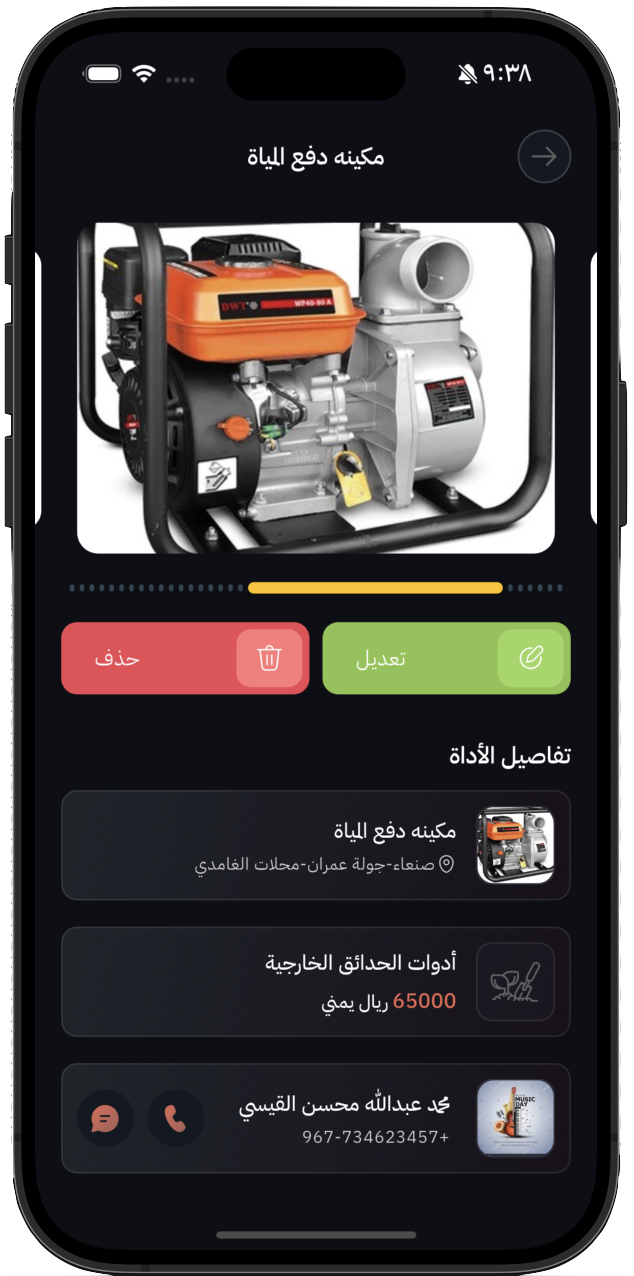 ٩:٣٨
مكينه دفع المياة
DWT
WP40-80 A
تعديل
حذف
تفاصيل الأداة
مكينه دفع المياة
صنعاء-جولة عمران-محلات الغامدي
أدوات الحدائق الخارجية
65000 ريال يمني
محمد عبدالله محسن القيسي
+967-734623457
MUSIC
DAY